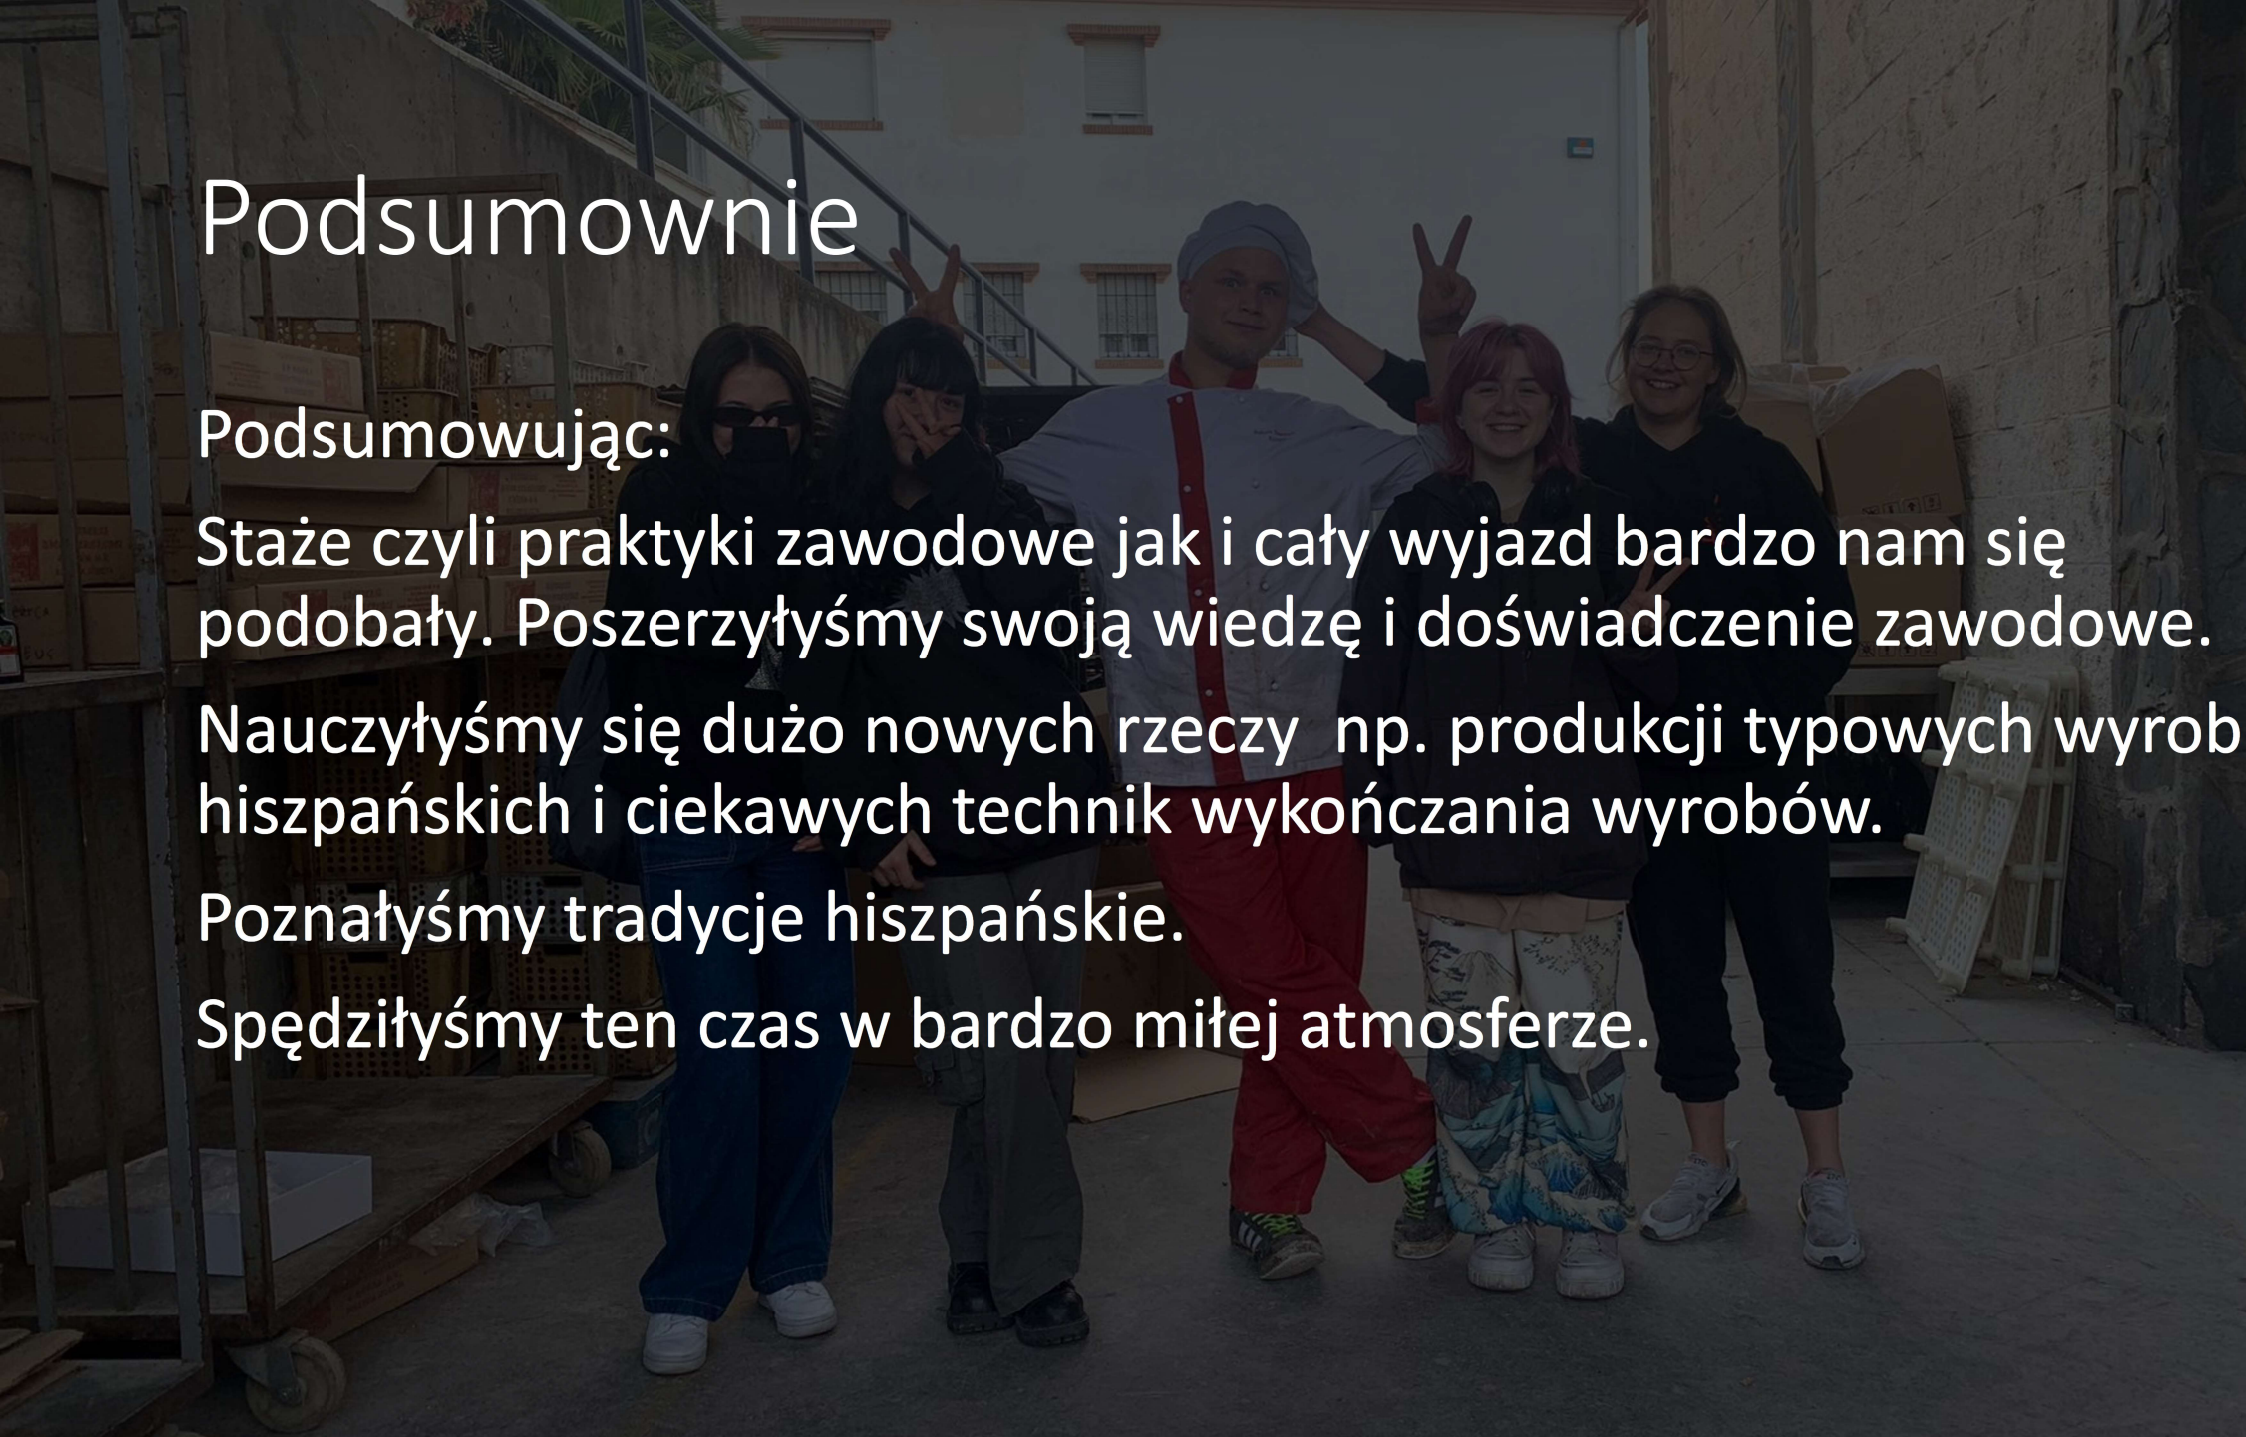 Podsumownie
Podsumowując:
Staże czyli praktyki zawodowe jak i cały wyjazd bardzo nam się
podobały. Poszerzyłyśmy swoją wiedzę i doświadczenie zawodowe.
Nauczyłyśmy się dużo nowych rzeczy  np. produkcji typowych wyrob
hiszpańskich i ciekawych technik wykończania wyrobów.
Poznałyśmy tradycje hiszpańskie.
Spędziłyśmy ten czas w bardzo miłej atmosferze.